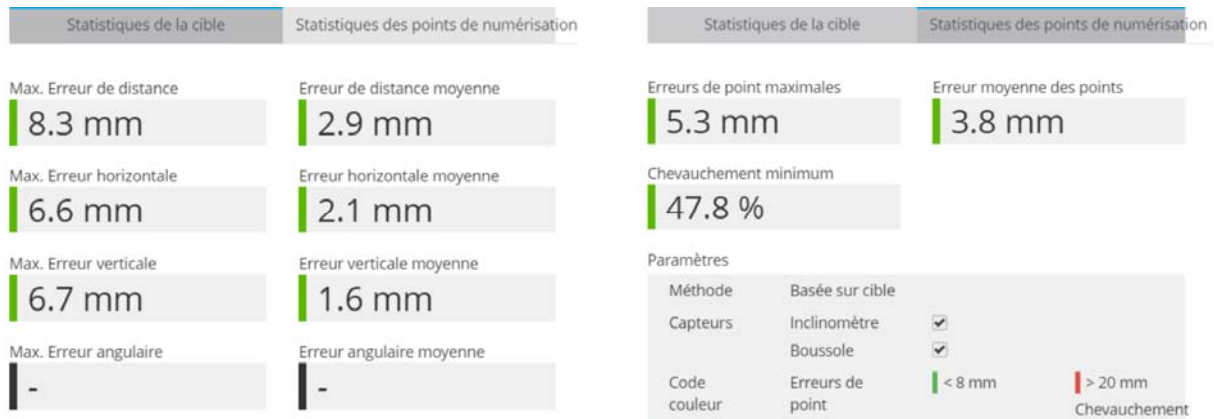 Statistiques de la cible
Statistiques des points de numérisation
Max. Erreur de distance
Erreur de distance moyenne
8.3 mm
2.9 mm
Max. Erreur horizontale
Erreur horizontale moyenne
6.6 mm
2.1 mm
Max. Erreur verticale
Erreur verticale moyenne
6.7 mm
1.6 mm
Max. Erreur angulaire
Erreur angulaire moyenne
-
-
Statistiques de la cible
Statistiques des points de numérisation
Erreurs de point maximales
Erreur moyenne des points
5.3 mm
3.8 mm
Chevauchement minimum
47.8 %
Paramètres
Méthode
Basée sur cible
Capteurs
Inclinomètre
Boussole
Code
couleur
Erreurs de
point
< 8 mm
> 20 mm
Chevauchement